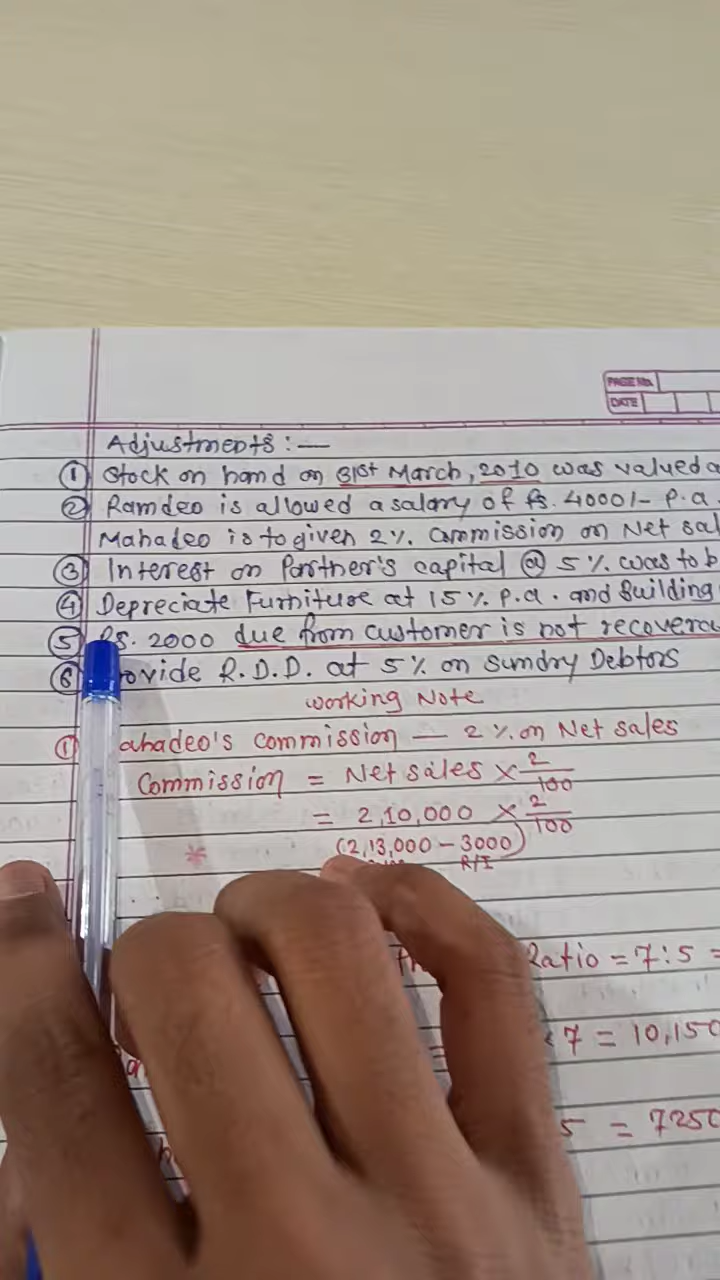 PAGE No.
DATE
Adjustments :—
① Stock on hand on 31st March, 2010 was valued a
② Ramdeo is allowed a salary of Rs. 4000/- p.a.
Mahadeo is to given 2% Commission on Net sal
③ Interest on Partner's capital @ 5% was to b
④ Depreciate Furniture at 15% p.a. and Building
⑤ Rs. 2000 due from customer is not recovera
⑥ rovide R.D.D. at 5% on Sundry Debtors
Working Note
① ahadeo's Commission — 2% on Net sales
Commission = Net sales × 2/100
= 2,10,000 × 2/100
* (2,13,000 - 3000)
R/I
Ratio = 7:5 =
7 = 10,150
5 = 7250